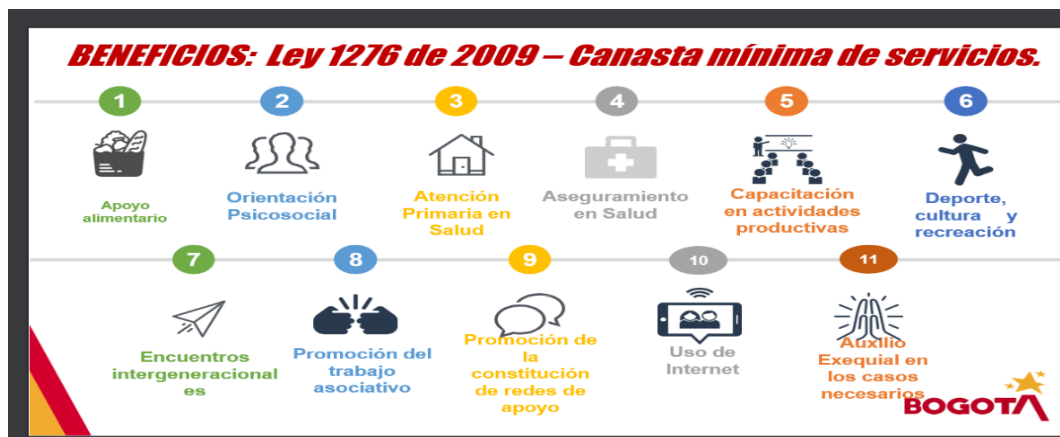 BENEFICIOS: Ley 1276 de 2009 – Canasta mínima de servicios.
1
2
3
4
5
6
Apoyo
alimentario
Orientación
Psicosocial
Atención
Primaria en
Salud
Aseguramiento
en Salud
Capacitación
en actividades
productivas
Deporte,
cultura y
recreación
7
8
9
10
11
Encuentros
intergeneracional
es
Promoción del
trabajo
asociativo
Promoción de
la
constitución
de redes de
apoyo
Uso de
Internet
Auxilio
Exequial en
los casos
necesarios
BOGOTA